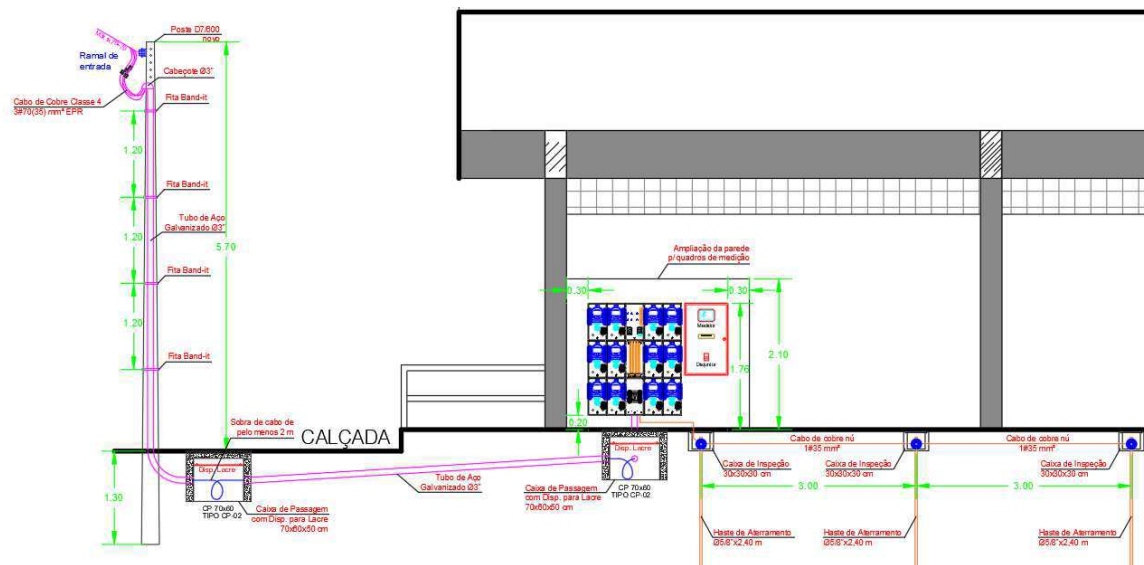 Poste D7/600
novo
Ramal de
entrada
Cabeçote Ø3"
Cabo de Cobre Classe 4
3#70(35) mm² EPR
Fita Band-it
1.20
Fita Band-it
Tubo de Aço
Galvanizado Ø3"
1.20
5.70
Fita Band-it
1.20
Fita Band-it
Sobra de cabo de
pelo menos 2 m
CALÇADA
1.30
Disp. Lacre
CP 70x60
TIPO CP-02
Caixa de Passagem
com Disp. para Lacre
70x60x50 cm
Tubo de Aço
Galvanizado Ø3"
Ampliação da parede
p/ quadros de medição
0.30
0.30
Medidor
Disjuntor
1.76
2.10
0.20
Disp. Lacre
CP 70x60
TIPO CP-02
Caixa de Passagem
com Disp. para Lacre
70x60x60 cm
Cabo de cobre nú
1#35 mm²
Cabo de cobre nú
1#35 mm²
Caixa de Inspeção
30x30x30 cm
Caixa de Inspeção
30x30x30 cm
Caixa de Inspeção
30x30x30 cm
3.00
3.00
Haste de Aterramento
Ø5/8"x2,40 m
Haste de Aterramento
Ø5/8"x2,40 m
Haste de Aterramento
Ø5/8"x2,40 m